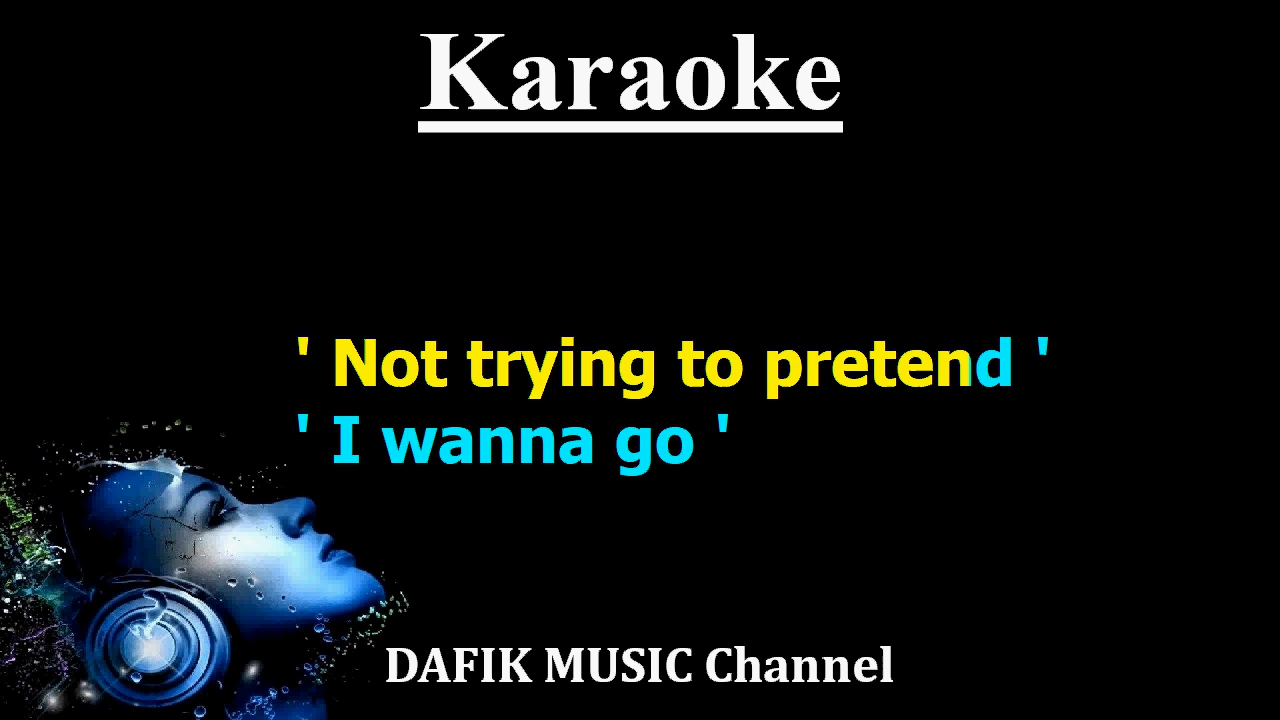 Karaoke
' Not trying to pretend '
' I wanna go '
DAFIK MUSIC Channel